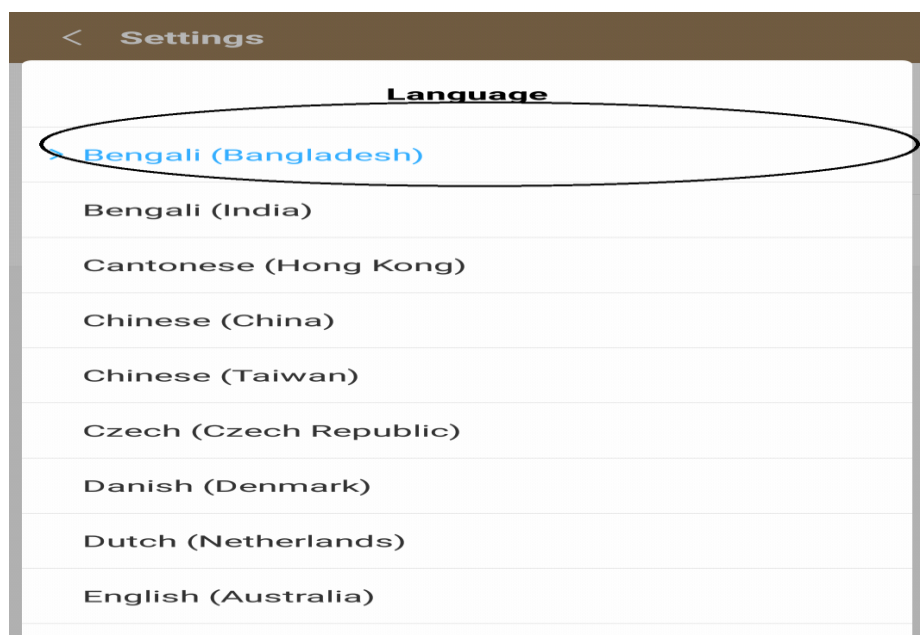 < Settings
Language
> Bengali (Bangladesh)
Bengali (India)
Cantonese (Hong Kong)
Chinese (China)
Chinese (Taiwan)
Czech (Czech Republic)
Danish (Denmark)
Dutch (Netherlands)
English (Australia)